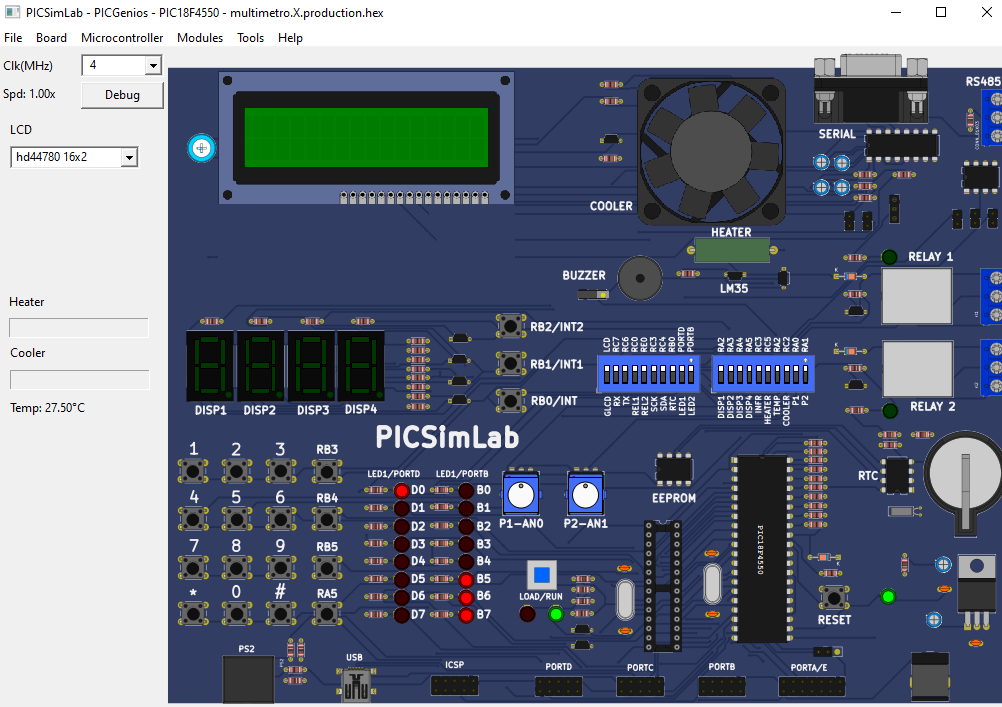 PICSimLab - PICGenios - PIC18F4550 - multimetro.X.production.hex
File Board Microcontroller Modules Tools Help
Clk(MHz) 4
Spd: 1.00x Debug
LCD
hd44780 16x2
Heater
Cooler
Temp: 27.50°C
RS485
SERIAL
COOLER
HEATER
RELAY 1
BUZZER
LM35
RB2/INT2
RB1/INT1
RB0/INT
LCD RC7 RC6 RC0 RE0 RC3 RC4 RB0 PORTD PORTB
GLCD RX TX REL1 REL2 SCK SDA RTC LED1 LED2
RA2 RA3 RA4 RA5 RC0 RC5 RA2 RC2 RA0 RA1
DISP1 DISP2 DISP3 DISP4 INFR HEATER TEMP COOLER P1 P2
DISP1 DISP2 DISP3 DISP4
RELAY 2
PICSimLab
1 2 3 RB3
4 5 6 RB4
7 8 9 RB5
* 0 # RA5
LED1/PORTD LED1/PORTB
D0 B0
D1 B1
D2 B2
D3 B3
D4 B4
D5 B5
D6 B6
D7 B7
P1-AN0 P2-AN1
EEPROM
RTC
PIC18F4550
LOAD/RUN
RESET
PS2
USB
ICSP
PORTD
PORTC
PORTB
PORTA/E